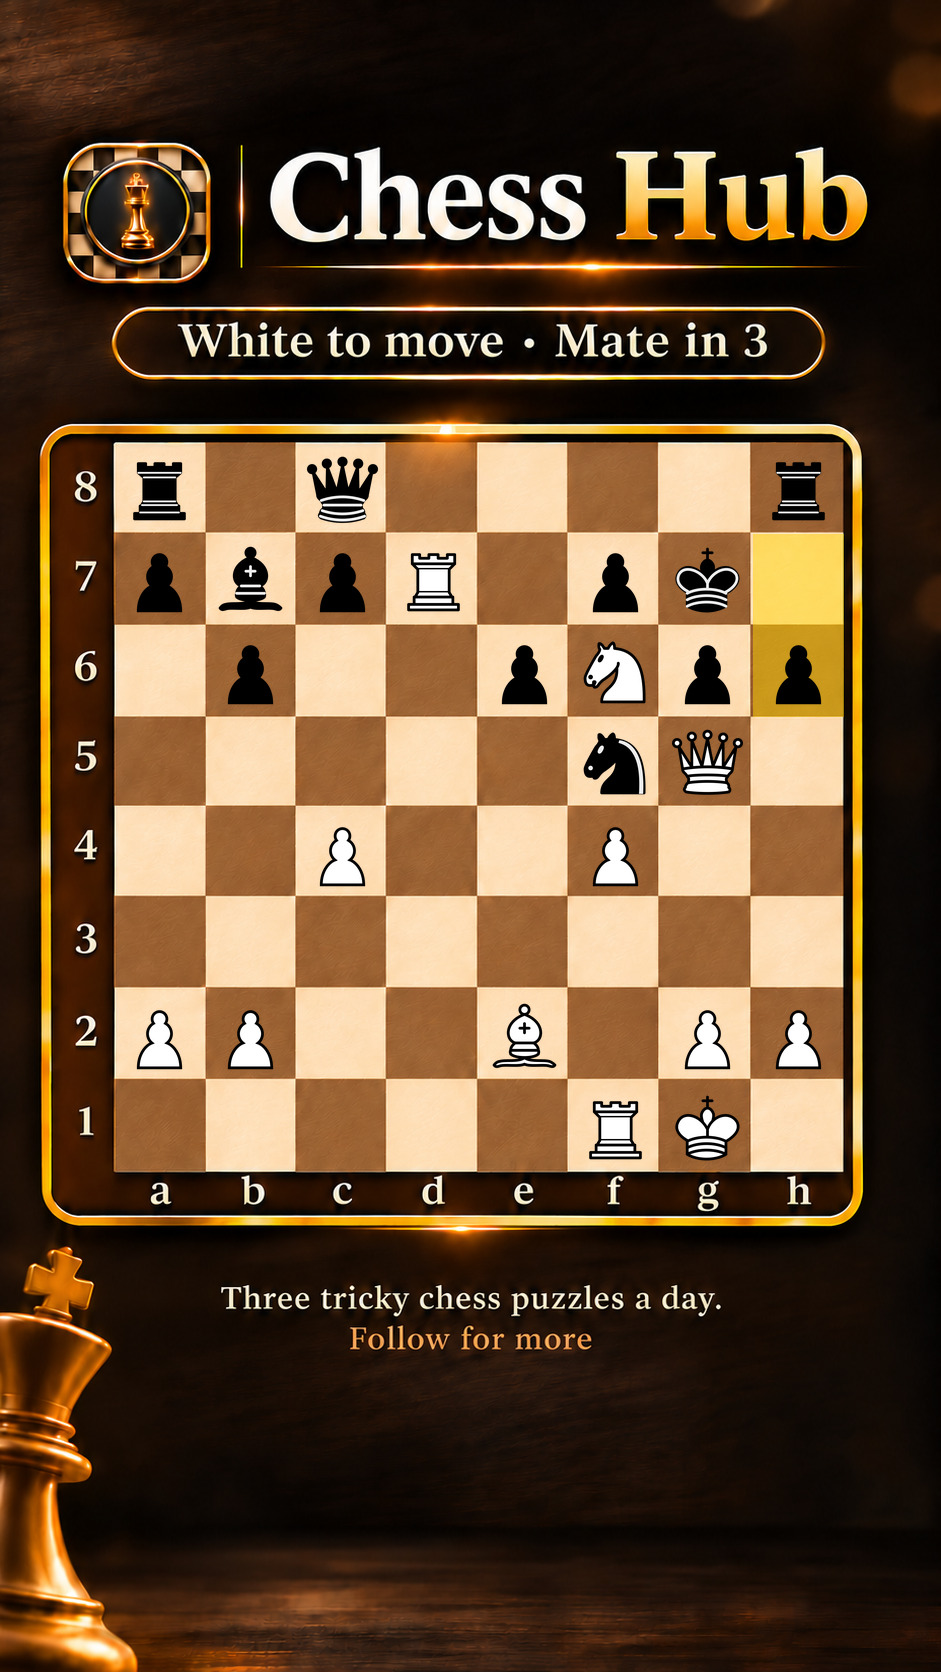 Chess Hub
White to move • Mate in 3
8
7
6
5
4
3
2
1
a b c d e f g h
Three tricky chess puzzles a day.
Follow for more